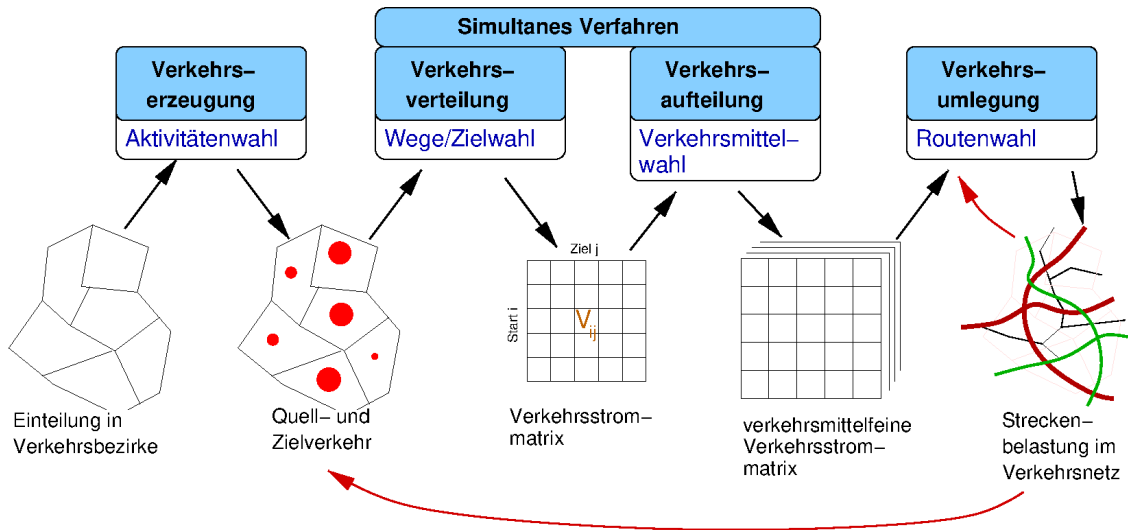 Simultanes Verfahren
Verkehrs–
erzeugung
Aktivitätenwahl
Verkehrs–
verteilung
Wege/Zielwahl
Verkehrs–
aufteilung
Verkehrsmittel–
wahl
Verkehrs–
umlegung
Routenwahl
Einteilung in
Verkehrsbezirke
Quell– und
Zielverkehr
Ziel j
Start i
V_ij
Verkehrsstrom–
matrix
verkehrsmittelfeine
Verkehrsstrom–
matrix
Strecken–
belastung im
Verkehrsnetz